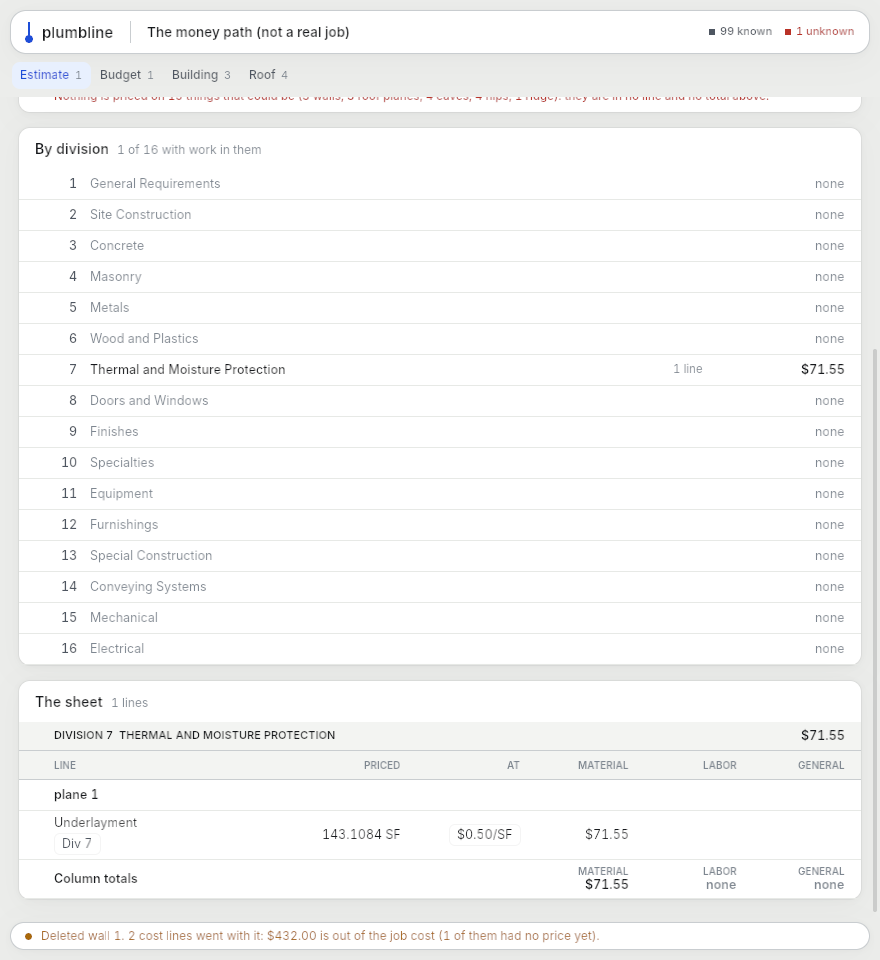 plumbline The money path (not a real job) 99 known 1 unknown
Estimate 1 Budget 1 Building 3 Roof 4
By division 1 of 16 with work in them
1 General Requirements none
2 Site Construction none
3 Concrete none
4 Masonry none
5 Metals none
6 Wood and Plastics none
7 Thermal and Moisture Protection 1 line $71.55
8 Doors and Windows none
9 Finishes none
10 Specialties none
11 Equipment none
12 Furnishings none
13 Special Construction none
14 Conveying Systems none
15 Mechanical none
16 Electrical none
The sheet 1 lines
DIVISION 7 THERMAL AND MOISTURE PROTECTION $71.55
LINE PRICED AT MATERIAL LABOR GENERAL
plane 1
Underlayment
Div 7 143.1084 SF $0.50/SF $71.55
MATERIAL LABOR GENERAL
Column totals $71.55 none none
Deleted wall 1. 2 cost lines went with it: $432.00 is out of the job cost (1 of them had no price yet).